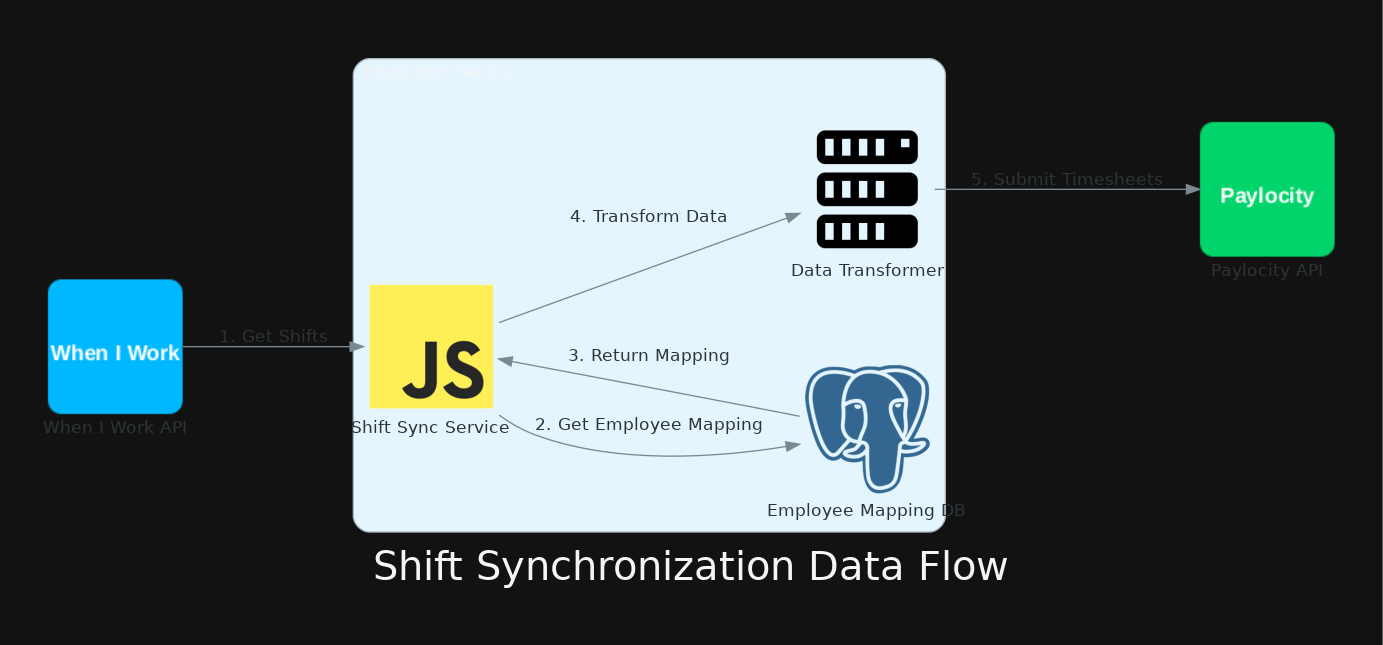 Integration Service
4. Transform Data
5. Submit Timesheets
Paylocity
Data Transformer
Paylocity API
1. Get Shifts
When I Work
JS
3. Return Mapping
When I Work API
Shift Sync Service
2. Get Employee Mapping
Employee Mapping DB
Shift Synchronization Data Flow